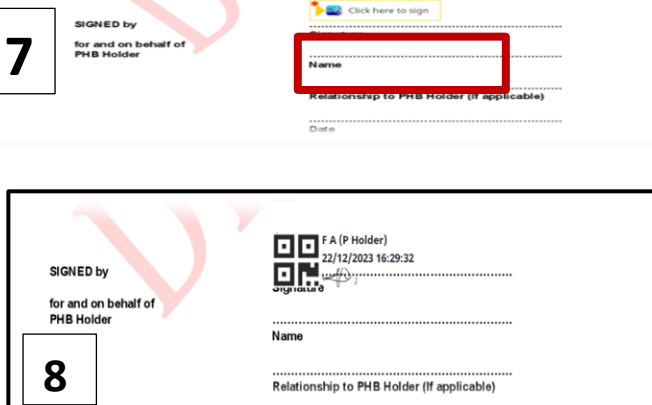 Click here to sign
SIGNED by
Signature
for and on behalf of
PHB Holder
7
Name
Relationship to PHB Holder (If applicable)
Date
F A (P Holder)
22/12/2023 16:29:32
SIGNED by
Signature
for and on behalf of
PHB Holder
Name
8
Relationship to PHB Holder (If applicable)